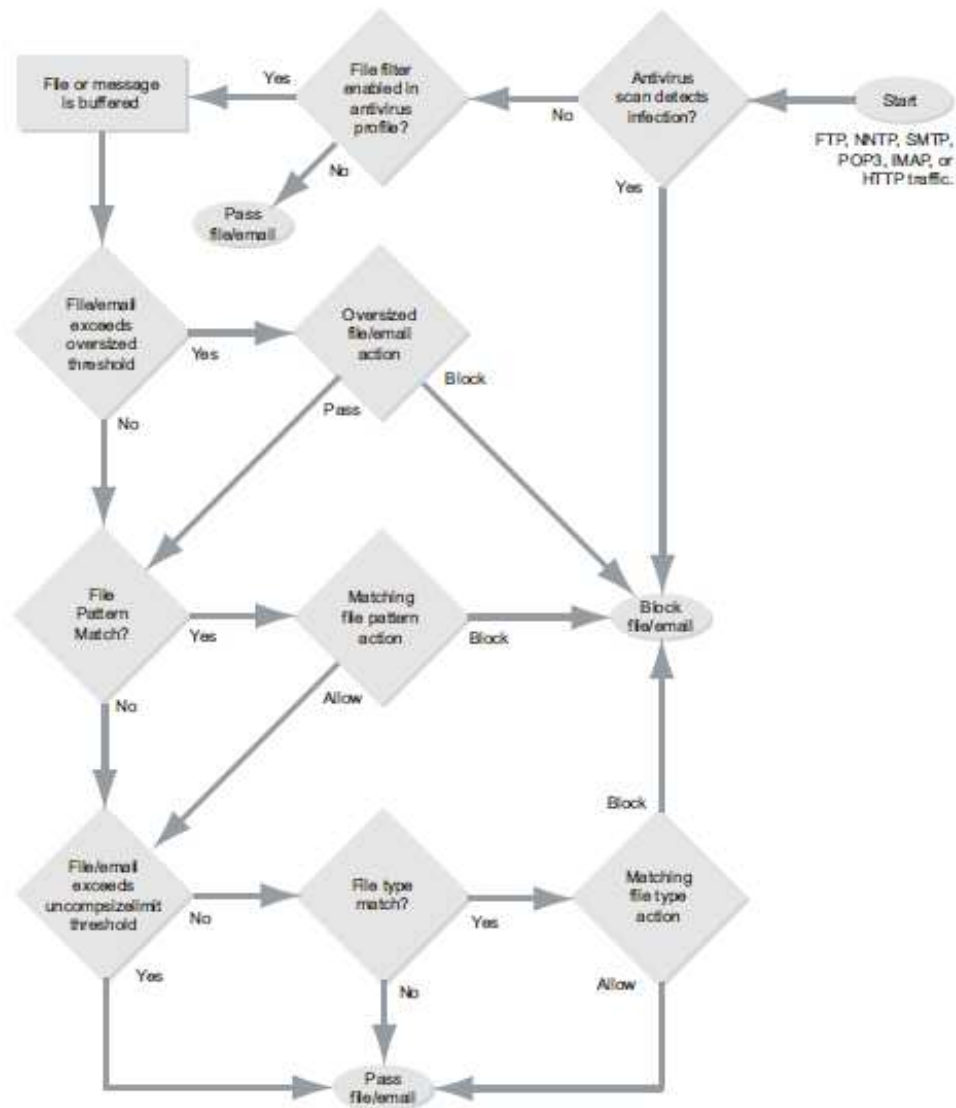 File or message
is buffered
Yes
File filter
enabled in
antivirus
profile?
No
Antivirus
scan detects
infection?
Start
FTP, NNTP, SMTP,
POP3, IMAP, or
HTTP traffic.
No
Pass
file/email
Yes
File/email
exceeds
oversized
threshold
Yes
Oversized
file/email
action
Block
Pass
No
File
Pattern
Match?
Yes
Matching
file pattern
action
Block
Block
file/email
No
Allow
Block
File/email
exceeds
uncompsizelimit
threshold
No
File type
match?
Yes
Matching
file type
action
Yes
No
Allow
Pass
file/email